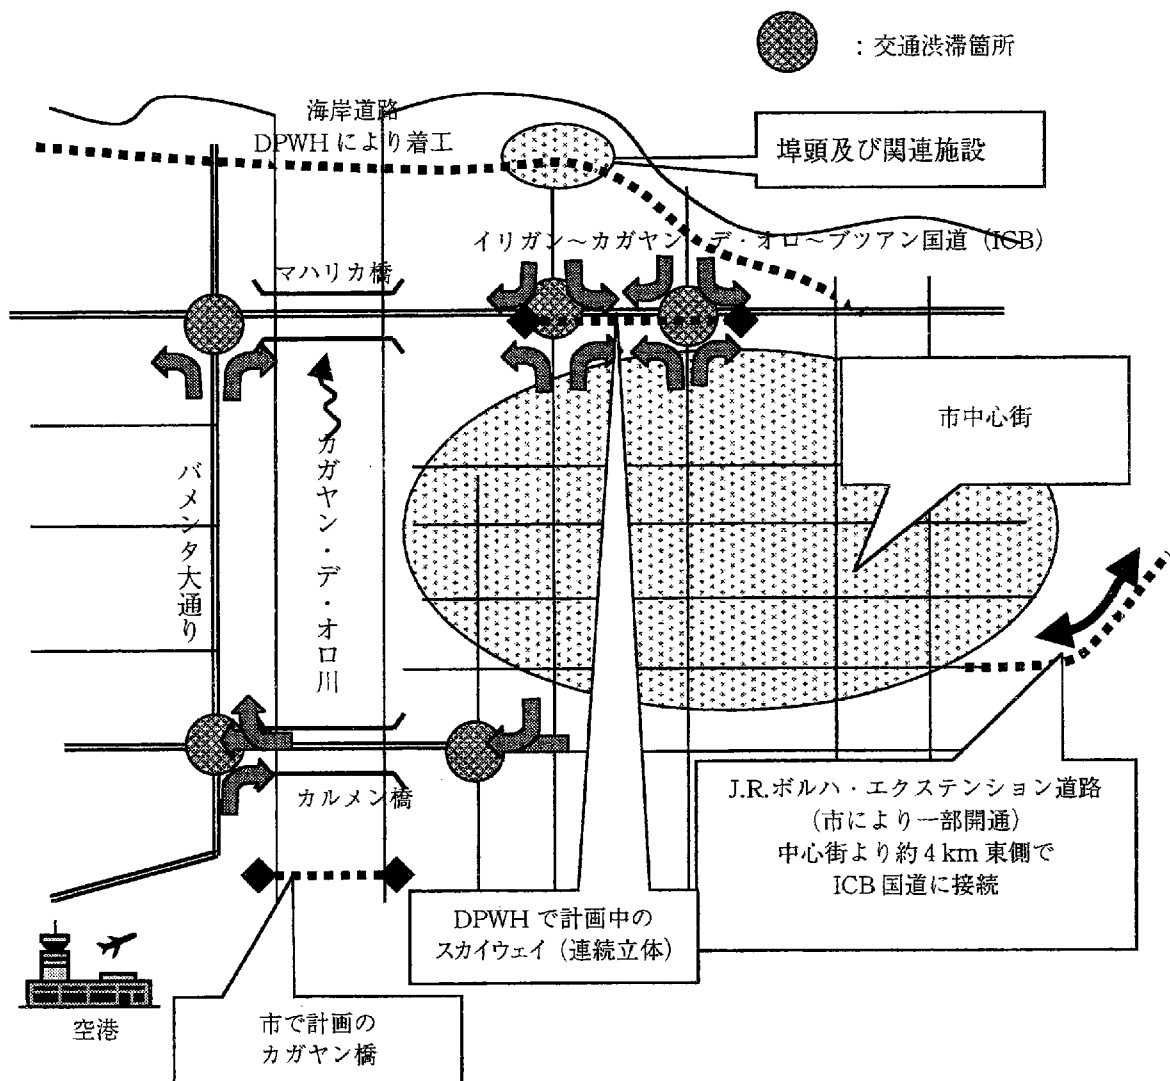 ：交通渋滞箇所
海岸道路
DPWH により着工
埠頭及び関連施設
イリガン～カガヤン・デ・オロ～ブツアン国道 (ICB)
マハリカ橋
市中心街
カガヤン・デ・オロ川
バメンタ大通り
カルメン橋
J.R.ボルハ・エクステンション道路
（市により一部開通）
中心街より約 4 km 東側で
ICB 国道に接続
DPWH で計画中の
スカイウェイ（連続立体）
空港
市で計画の
カガヤン橋